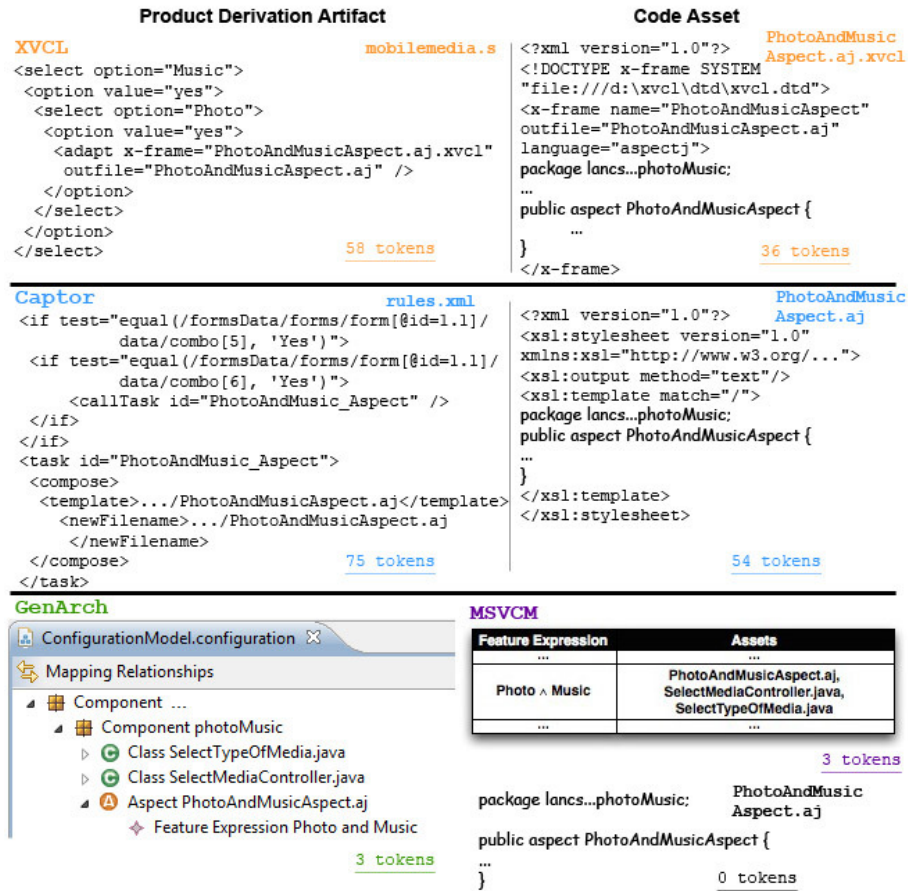 Product Derivation Artifact
Code Asset
XVCL
mobilemedia.s
<select option="Music">
<option value="yes">
<select option="Photo">
<option value="yes">
<adapt x-frame="PhotoAndMusicAspect.aj.xvcl"
outfile="PhotoAndMusicAspect.aj" />
</option>
</select>
</option>
</select>
58 tokens
PhotoAndMusic
Aspect.aj.xvcl
<?xml version="1.0"?>
<!DOCTYPE x-frame SYSTEM
"file:///d:\xvcl\dtd\xvcl.dtd">
<x-frame name="PhotoAndMusicAspect"
outfile="PhotoAndMusicAspect.aj"
language="aspectj">
package lancs...photoMusic;
...
public aspect PhotoAndMusicAspect {
...
}
</x-frame>
36 tokens
Captor
rules.xml
<if test="equal(/formsData/forms/form[@id=1.1]/
data/combo[5], 'Yes')">
<if test="equal(/formsData/forms/form[@id=1.1]/
data/combo[6], 'Yes')">
<callTask id="PhotoAndMusic_Aspect" />
</if>
</if>
<task id="PhotoAndMusic_Aspect">
<compose>
<template>.../PhotoAndMusicAspect.aj</template>
<newFilename>.../PhotoAndMicAspect.aj
</newFilename>
</compose>
</task>
75 tokens
PhotoAndMusic
Aspect.aj
<?xml version="1.0"?>
<xsl:stylesheet version="1.0"
xmlns:xsl="http://www.w3.org/...">
<xsl:output method="text"/>
<xsl:template match="/">
package lancs...photoMusic;
public aspect PhotoAndMusicAspect {
...
}
</xsl:template>
</xsl:stylesheet>
54 tokens
GenArch
ConfigurationModel.configuration
Mapping Relationships
Component ...
Component photoMusic
Class SelectTypeOfMedia.java
Class SelectMediaController.java
Aspect PhotoAndMusicAspect.aj
Feature Expression Photo and Music
3 tokens
MSVCM
Feature Expression
Assets
...
...
Photo ∧ Music
PhotoAndMusicAspect.aj,
SelectMediaController.java,
SelectTypeOfMedia.java
...
...
3 tokens
PhotoAndMusic
Aspect.aj
package lancs...photoMusic;
public aspect PhotoAndMusicAspect {
...
}
0 tokens